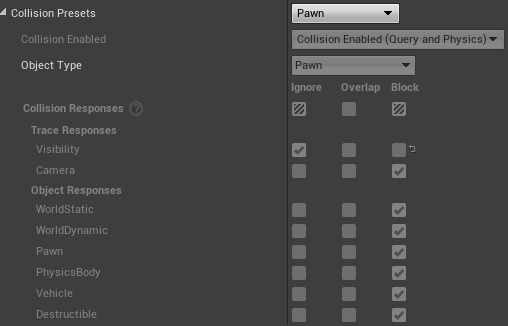 Collision Presets Pawn
Collision Enabled Collision Enabled (Query and Physics)
Object Type Pawn
Ignore Overlap Block
Collision Responses ?
Trace Responses
Visibility
Camera
Object Responses
WorldStatic
WorldDynamic
Pawn
PhysicsBody
Vehicle
Destructible